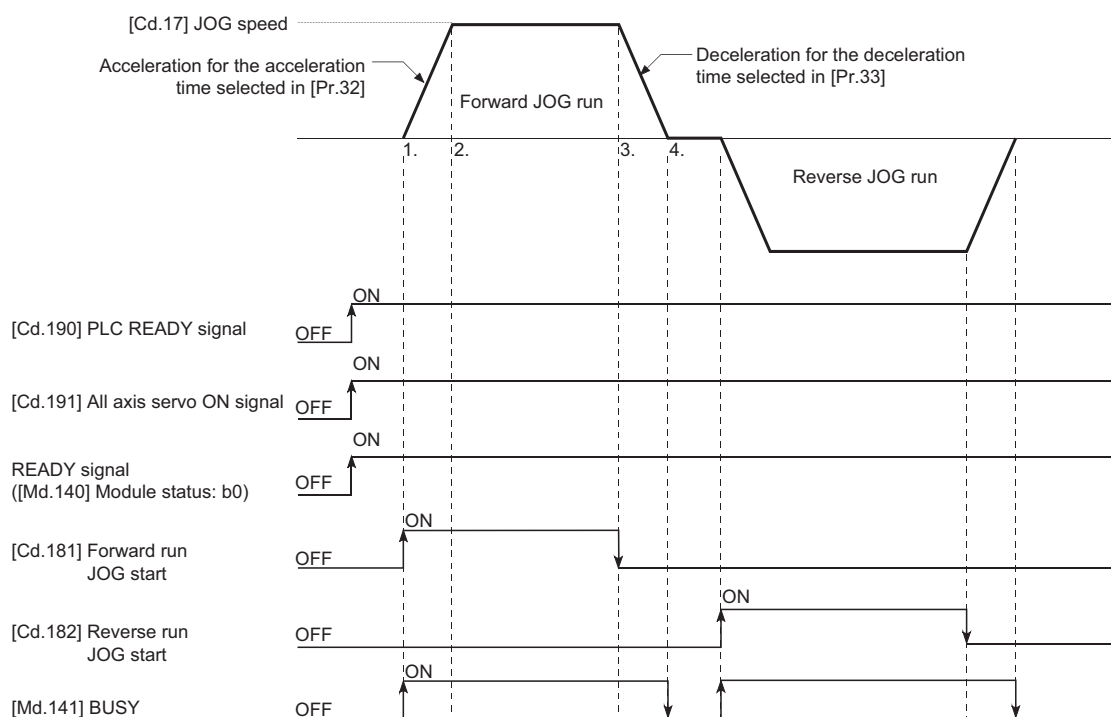 [Cd.17] JOG speed
Acceleration for the acceleration
time selected in [Pr.32]
Deceleration for the deceleration
time selected in [Pr.33]
Forward JOG run
1.
2.
3.
4.
Reverse JOG run
ON
[Cd.190] PLC READY signal
OFF
ON
[Cd.191] All axis servo ON signal
OFF
ON
READY signal
([Md.140] Module status: b0)
OFF
ON
[Cd.181] Forward run
JOG start
OFF
ON
[Cd.182] Reverse run
JOG start
OFF
ON
[Md.141] BUSY
OFF